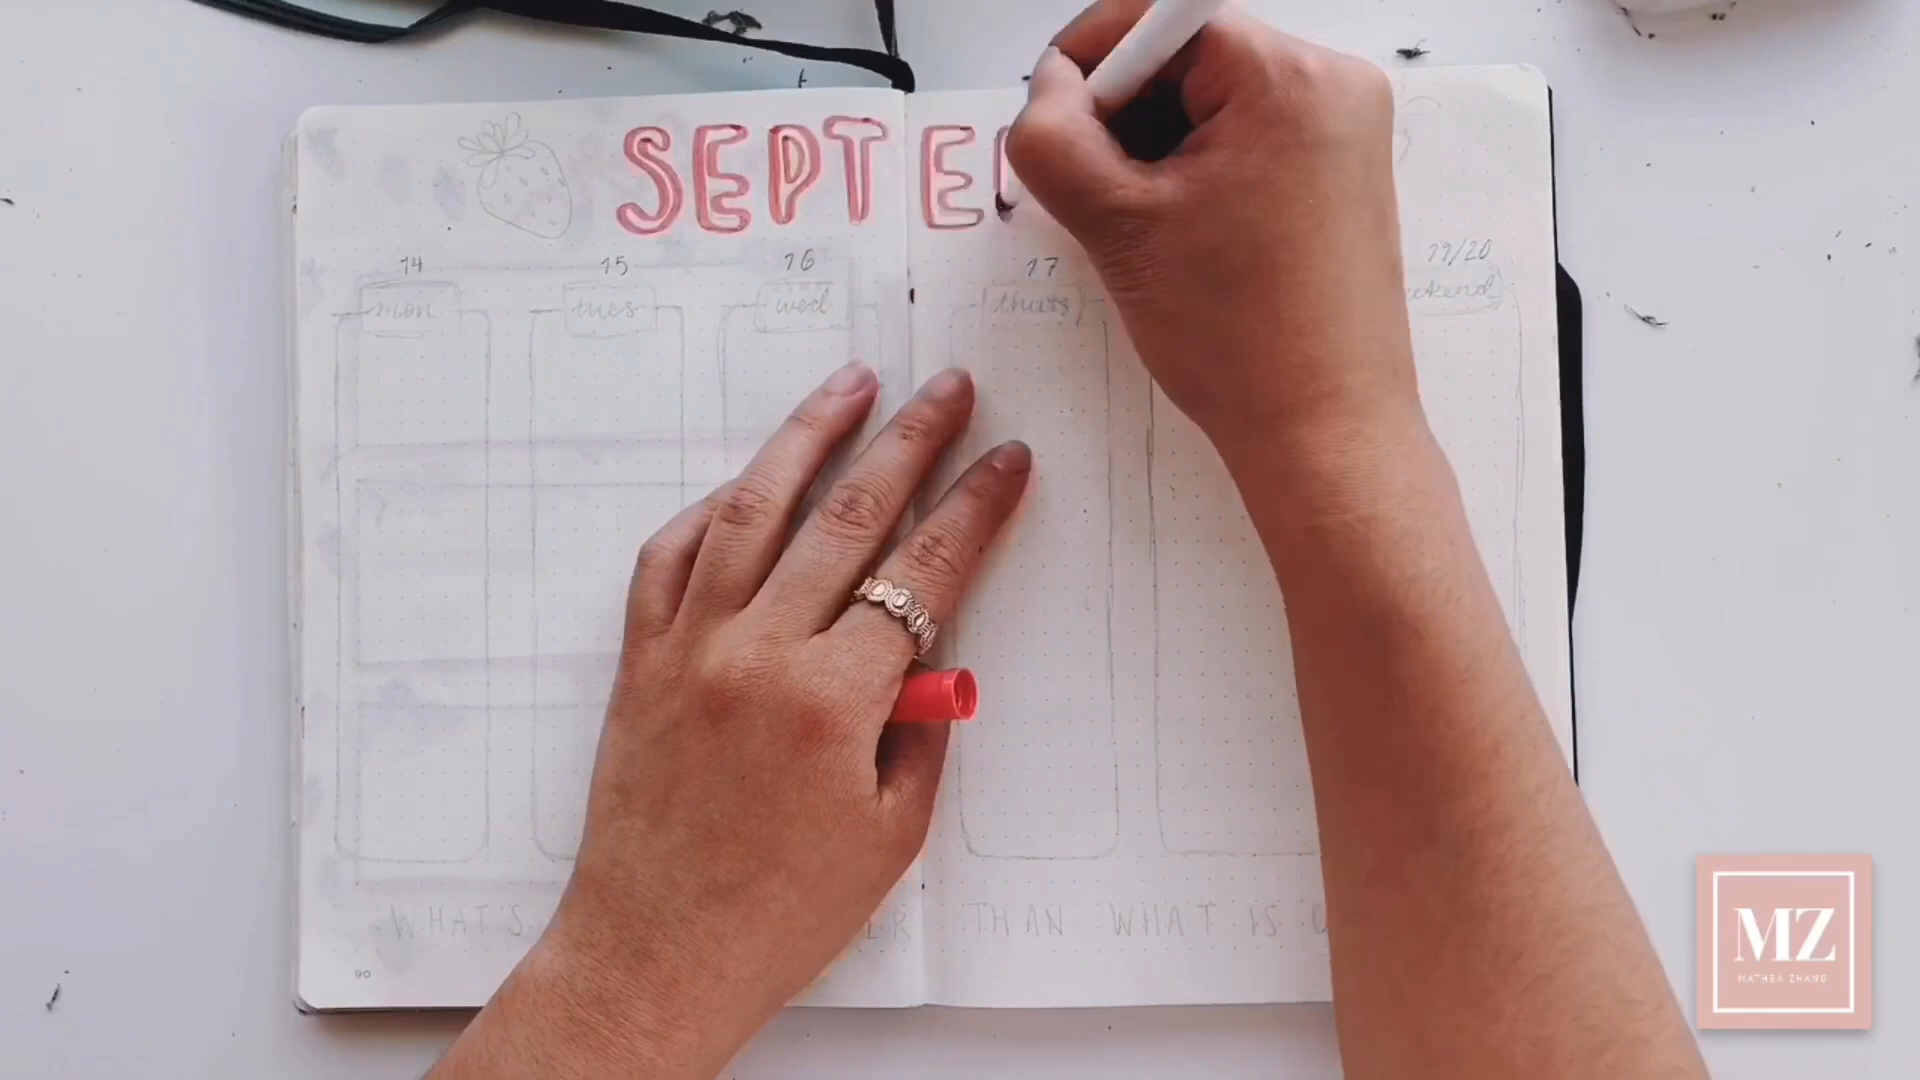 SEPTE
14 15 16 17 19/20
mon tues wed thurs
WHAT'S THAN WHAT IS
90
MZ
MATHEA ZHANG